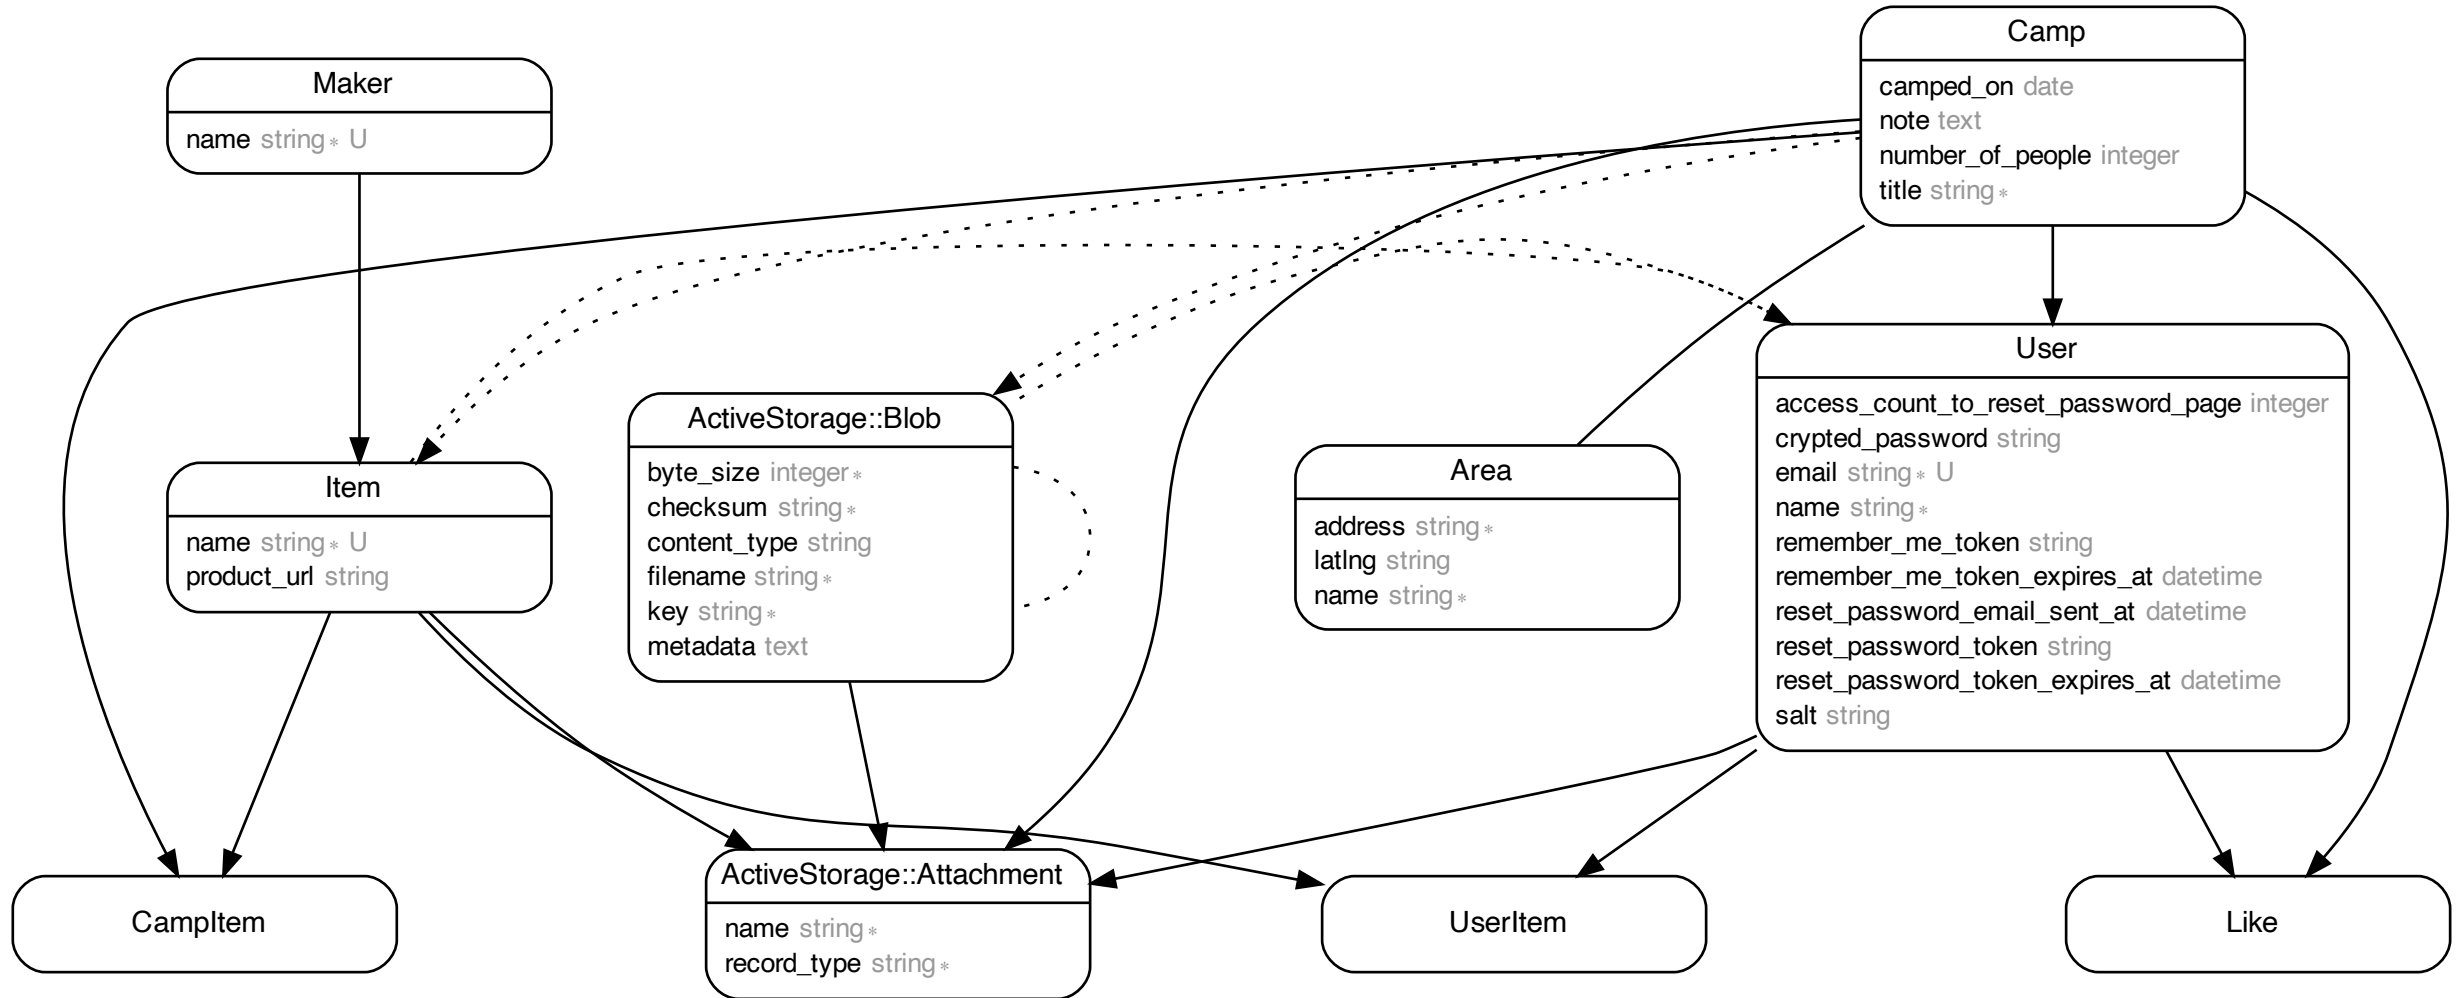 Camp
camped_on date
note text
number_of_people integer
title string*
Maker
name string* U
User
access_count_to_reset_password_page integer
crypted_password string
email string* U
name string*
remember_me_token string
remember_me_token_expires_at datetime
reset_password_email_sent_at datetime
reset_password_token string
reset_password_token_expires_at datetime
salt string
ActiveStorage::Blob
byte_size integer*
checksum string*
content_type string
filename string*
key string*
metadata text
Area
address string*
latlng string
name string*
Item
name string* U
product_url string
CampItem
ActiveStorage::Attachment
name string*
record_type string*
UserItem
Like